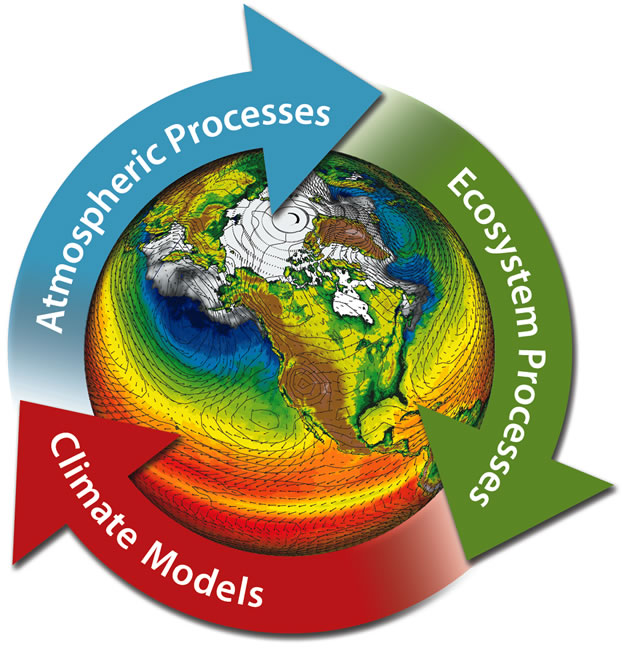 Atmospheric Processes
Ecosystem Processes
Climate Models